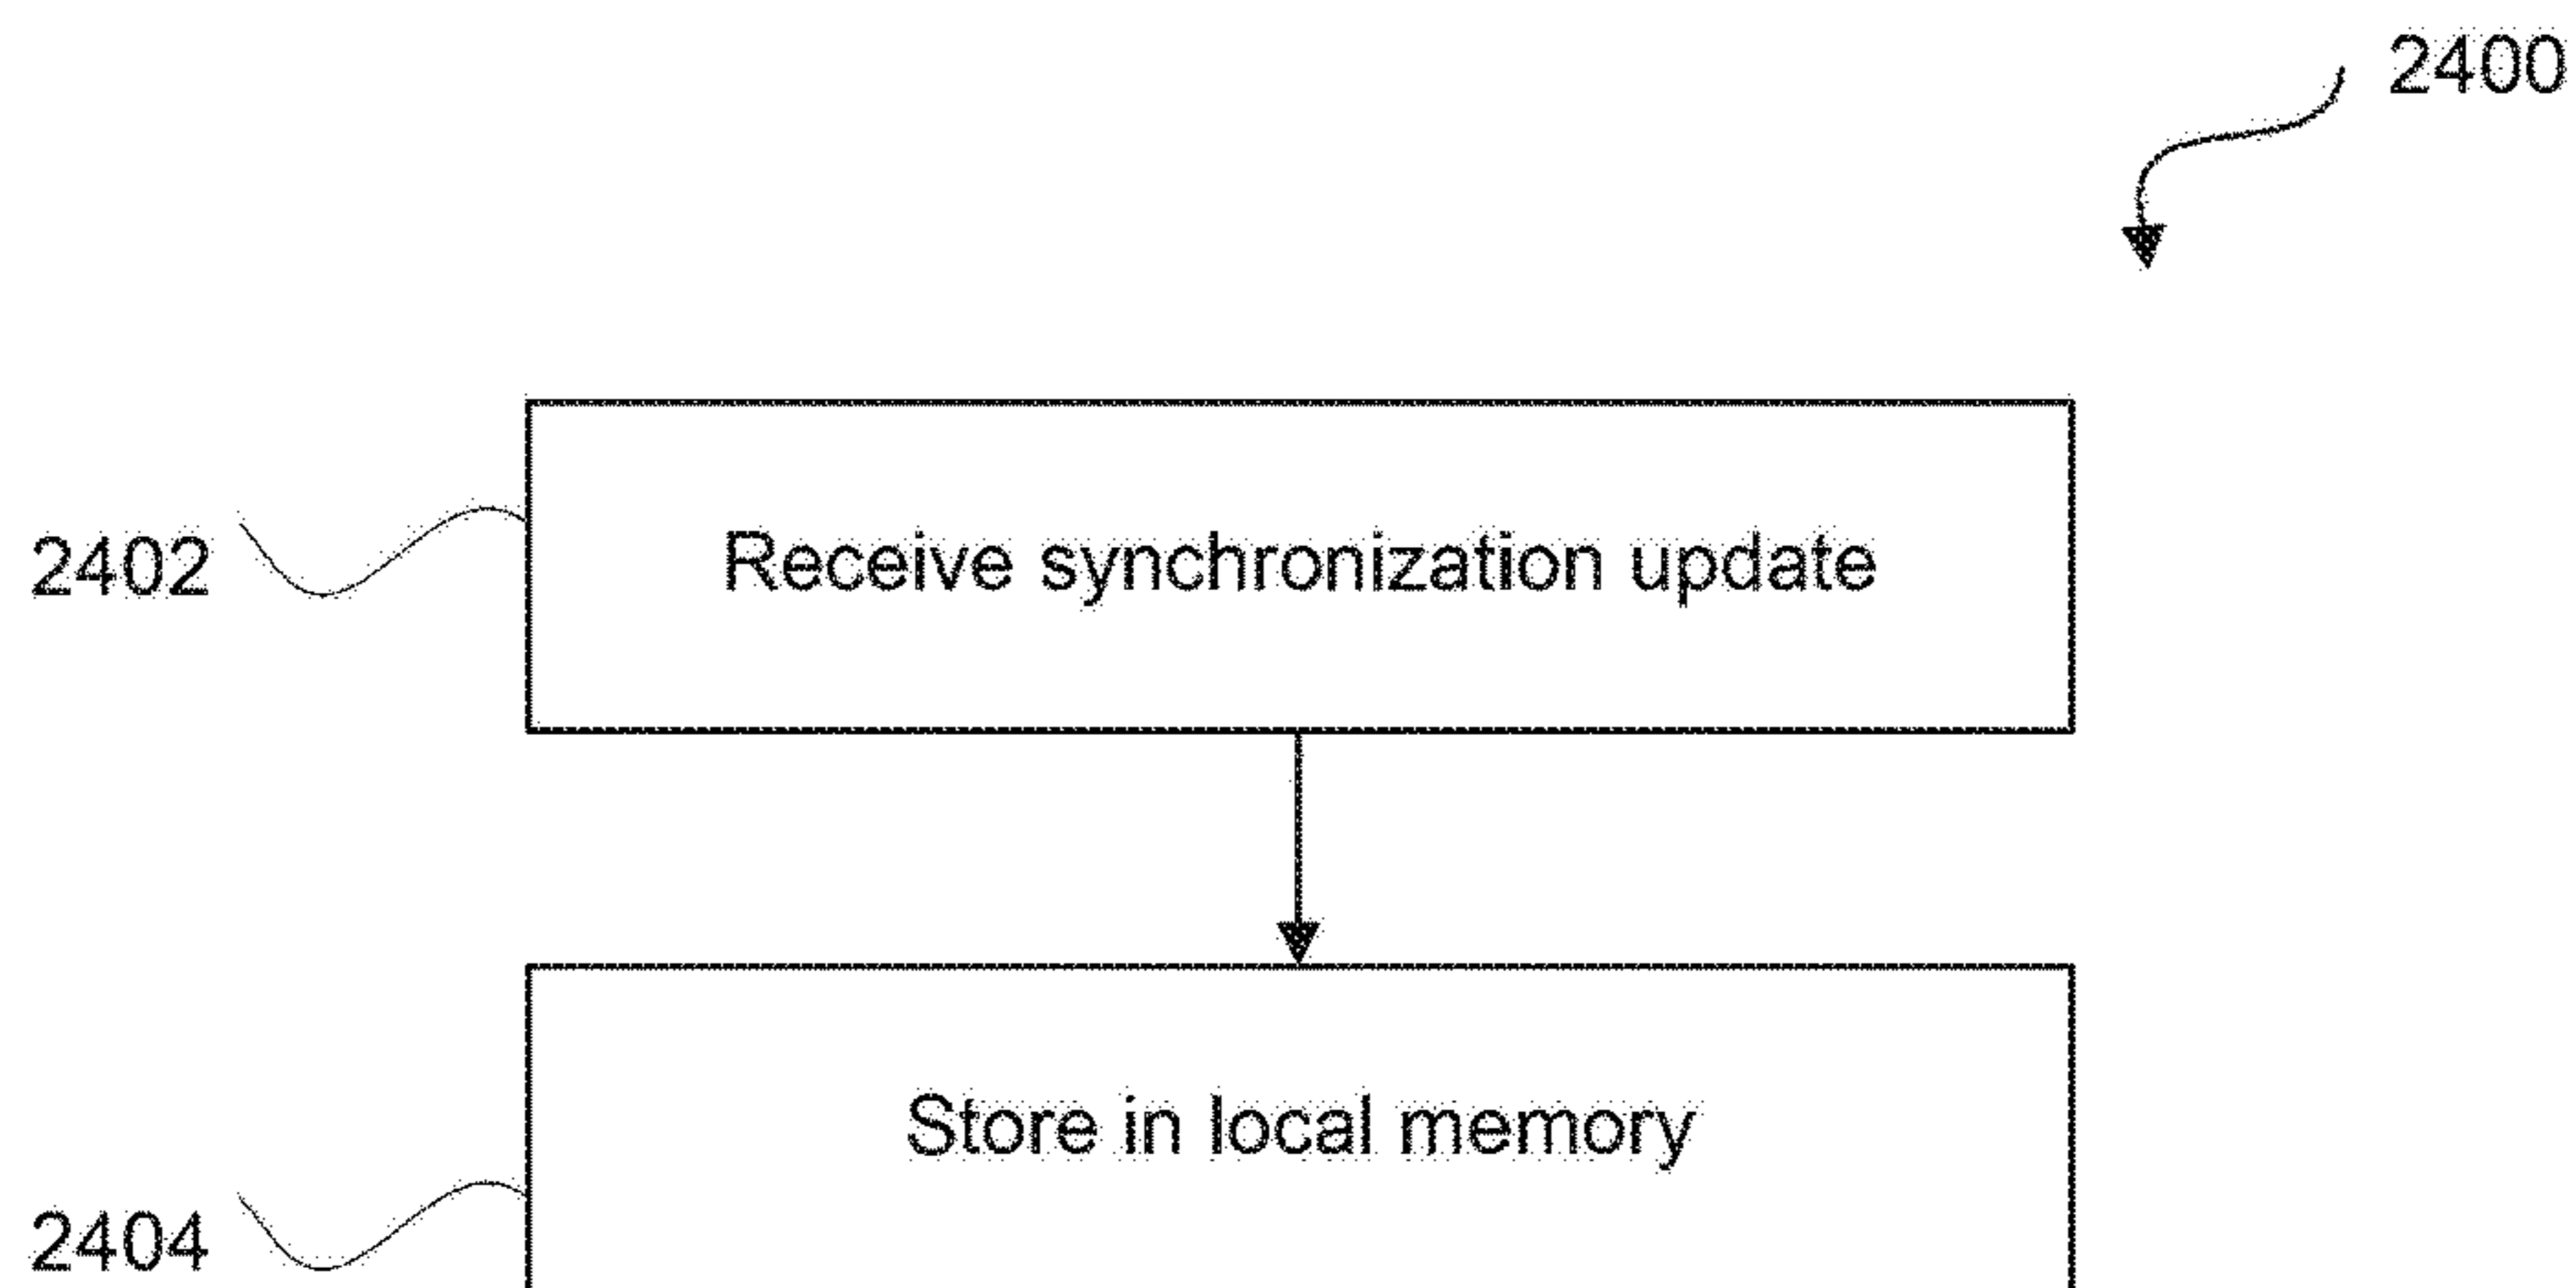 2400
Receive synchronization update
2402
Store in local memory
2404